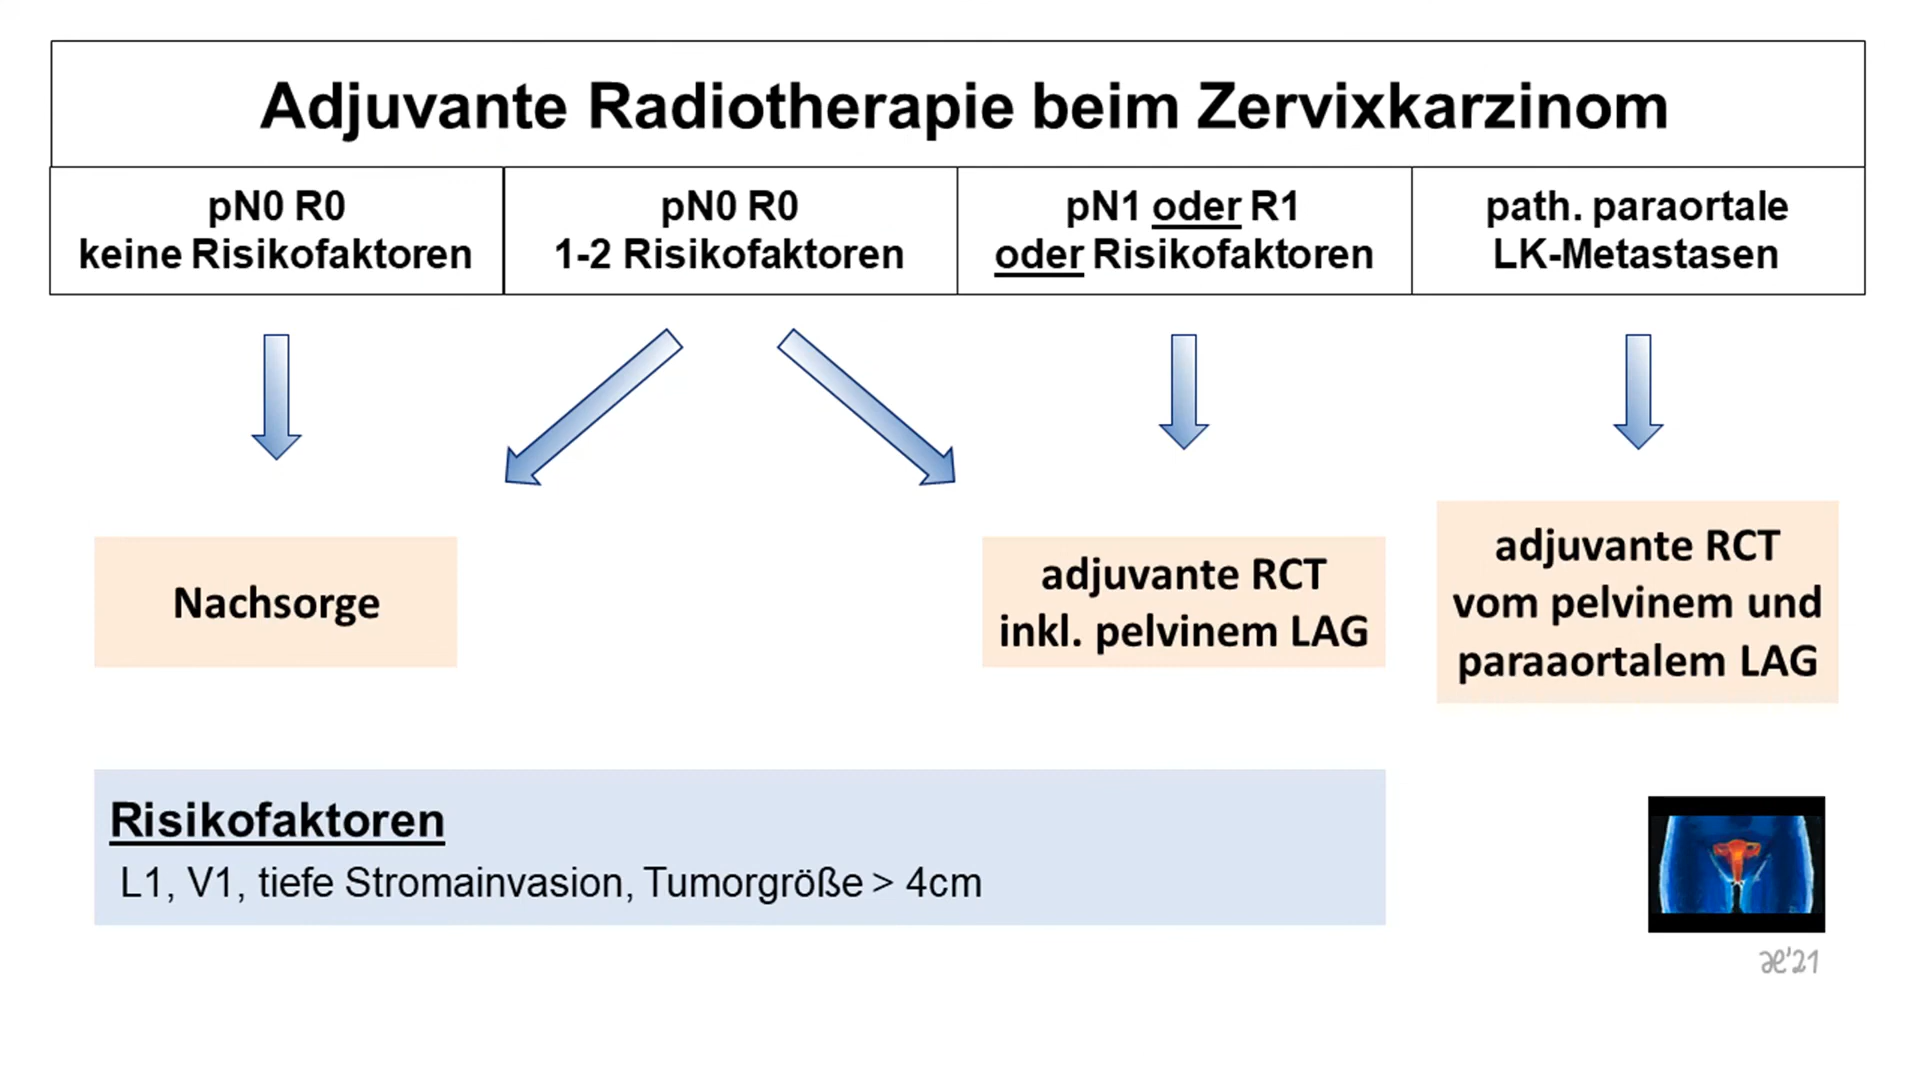 Adjuvante Radiotherapie beim Zervixkarzinom
pN0 R0
keine Risikofaktoren
pN0 R0
1-2 Risikofaktoren
pN1 oder R1
oder Risikofaktoren
path. paraortale
LK-Metastasen
Nachsorge
adjuvante RCT
inkl. pelvinem LAG
adjuvante RCT
vom pelvinem und
paraaortalem LAG
Risikofaktoren
L1, V1, tiefe Stromainvasion, Tumorgröße > 4cm
æ'21